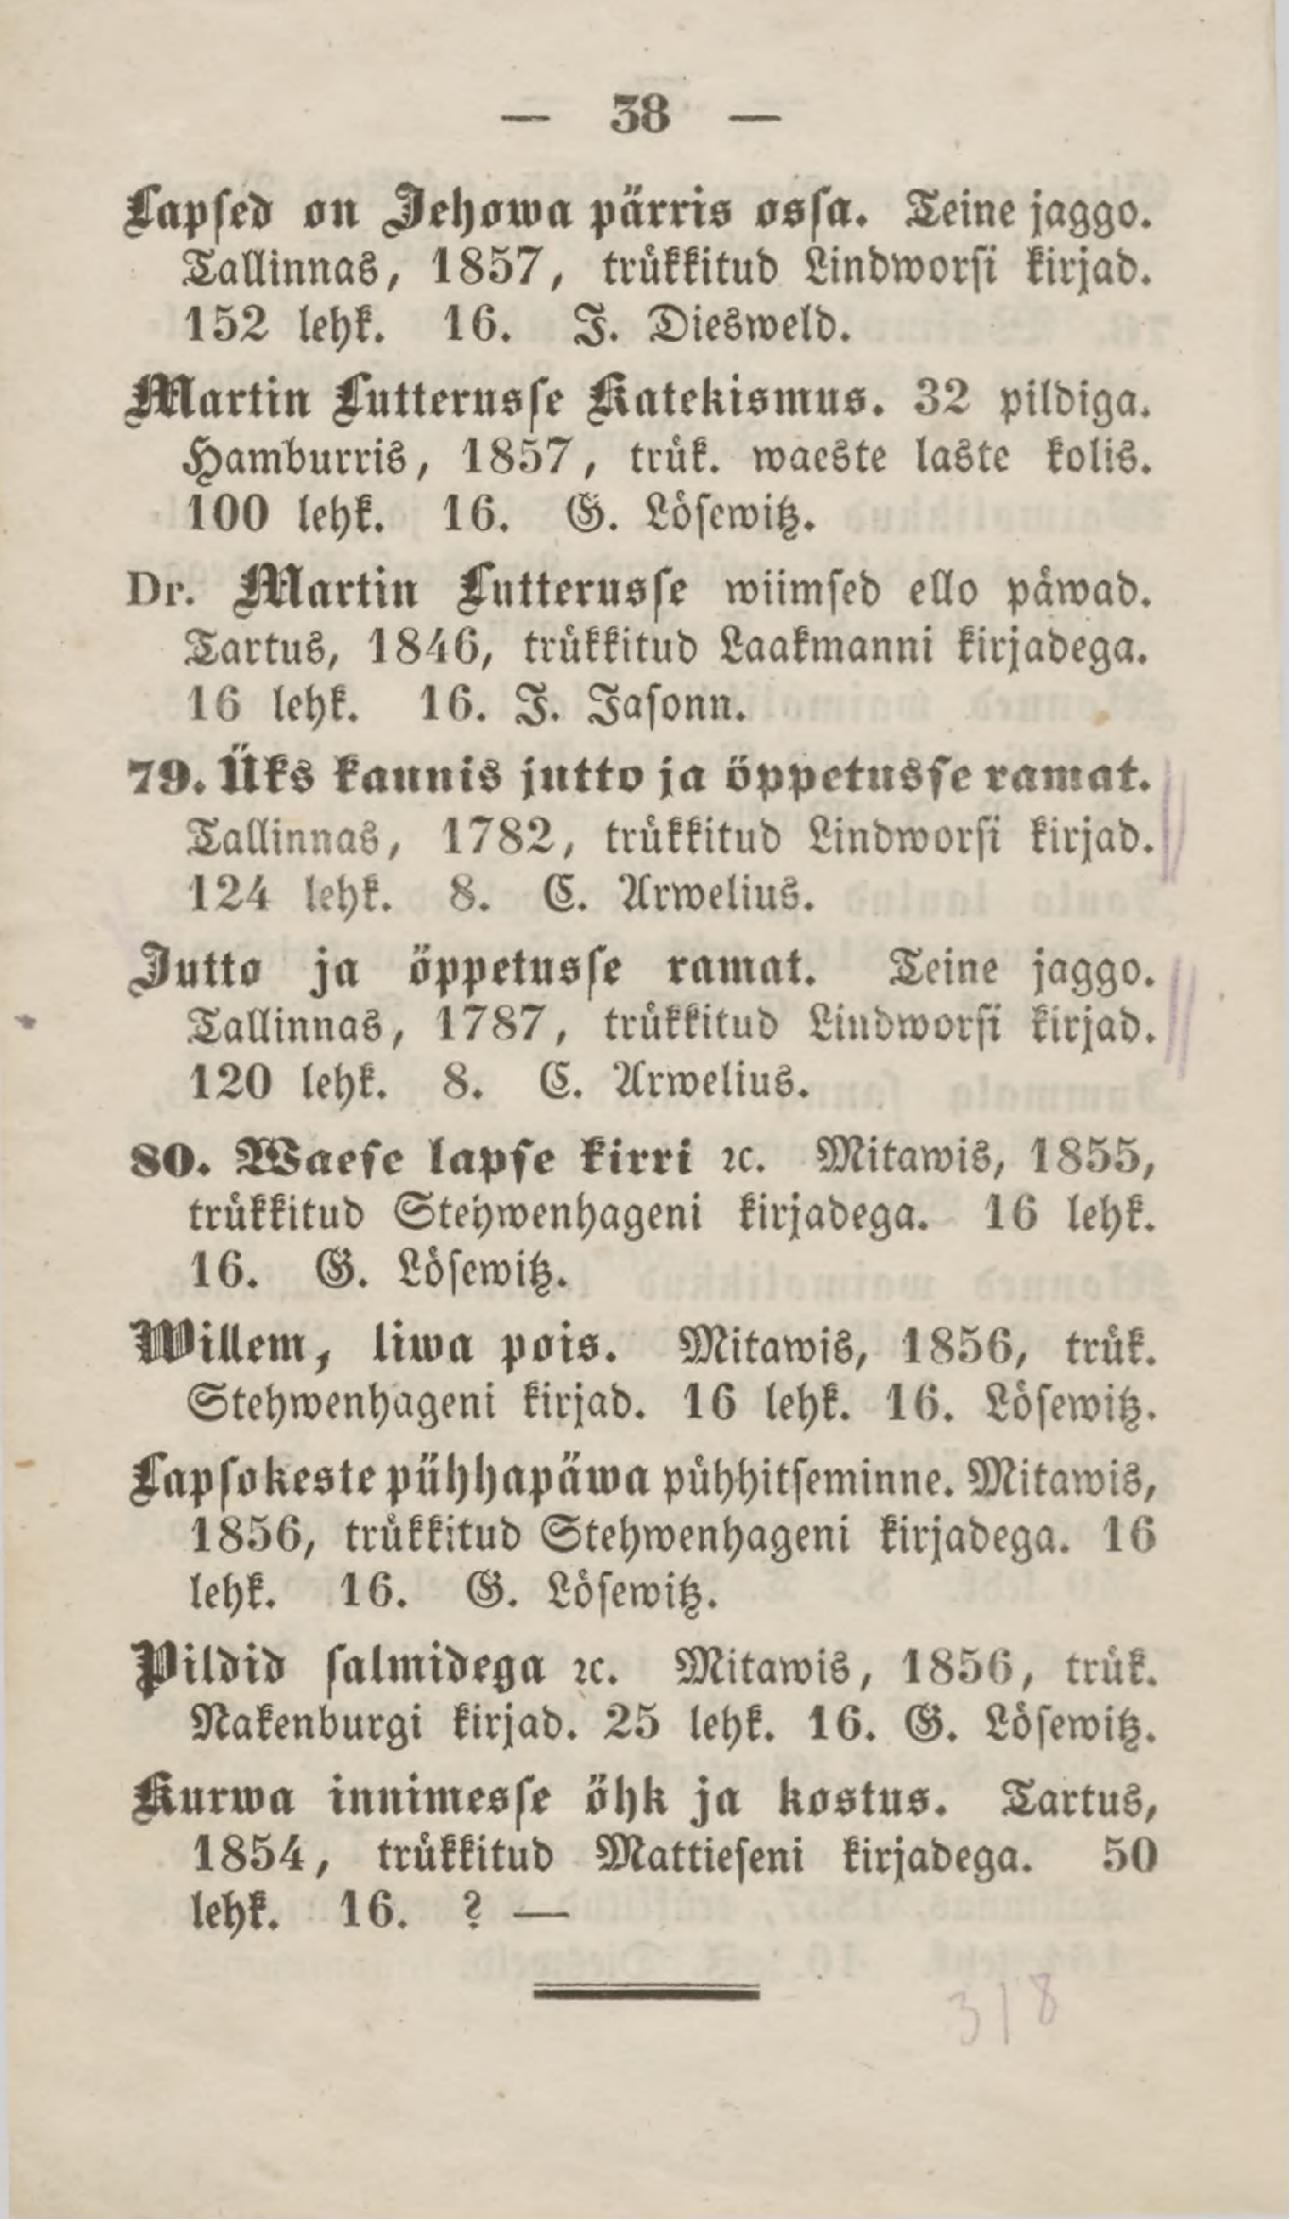 — 38 —
Lapsed on Jehowa pärris ossa. Teine jaggo.
Tallinnas, 1857, trükkitud Lindworsi kirjad.
152 lehk. 16. J. Diesweld.
Martin Lutterusse Katekismus. 32 pildiga.
Hamburris, 1857, trük. waeste laste kolis.
100 lehk. 16. G. Lösewitz.
Dr. Martin Lutterusse wiimsed ello päwad.
Tartus, 1846, trükkitud Laakmanni kirjadega.
16 lehk. 16. J. Jasonn.
79. Üks kaunis jutto ja öppetusse ramat.
Tallinnas, 1782, trükkitud Lindworsi kirjad.
124 lehk. 8. C. Arwelius.
Jutto ja öppetusse ramat. Teine jaggo.
Tallinnas, 1787, trükkitud Lindworsi kirjad.
120 lehk. 8. C. Arwelius.
80. Waese lapse kirri ꝛc. Mitawis, 1855,
trükkitud Stehwenhageni kirjadega. 16 lehk.
16. G. Lösewitz.
Willem, liwa pois. Mitawis, 1856, trük.
Stehwenhageni kirjad. 16 lehk. 16. Lösewitz.
Lapsokeste pühhapäwa pühhitseminne. Mitawis,
1856, trükkitud Stehwenhageni kirjadega. 16
lehk. 16. G. Lösewitz.
Pildid salmidega ꝛc. Mitawis, 1856, trük.
Rakenburgi kirjad. 25 lehk. 16. G. Lösewitz.
Kurwa innimesse öhk ja kostus. Tartus,
1854, trükkitud Mattieseni kirjadega. 50
lehk. 16. ? —
318